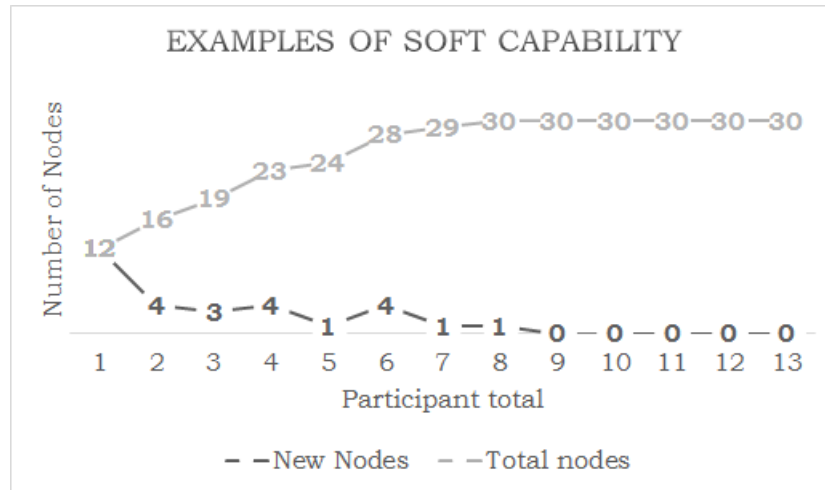 EXAMPLES OF SOFT CAPABILITY
Number of Nodes
12 16 19 23 24 28 29 30 30 30 30 30 30
4 3 4 1 4 1 1 0 0 0 0 0
1 2 3 4 5 6 7 8 9 10 11 12 13
Participant total
New Nodes Total nodes